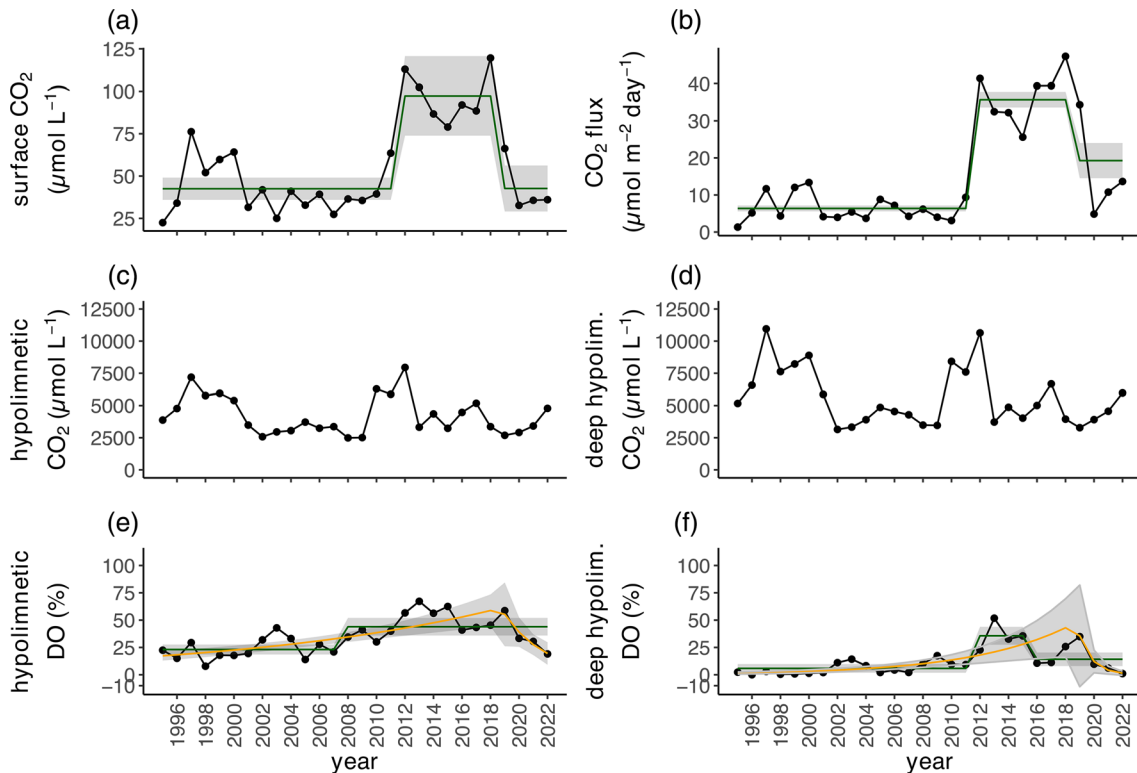 (a)
surface CO₂
(µmol L⁻¹)
125
100
75
50
25
(b)
CO₂ flux
(µmol m⁻² day⁻¹)
40
30
20
10
0
(c)
hypolimnetic
CO₂ (µmol L⁻¹)
12500
10000
7500
5000
2500
0
(d)
deep hypolim.
CO₂ (µmol L⁻¹)
12500
10000
7500
5000
2500
0
(e)
hypolimnetic
DO (%)
100
75
50
25
0
−10
1996 1998 2000 2002 2004 2006 2008 2010 2012 2014 2016 2018 2020 2022
year
(f)
deep hypolim.
DO (%)
100
75
50
25
0
−10
1996 1998 2000 2002 2004 2006 2008 2010 2012 2014 2016 2018 2020 2022
year